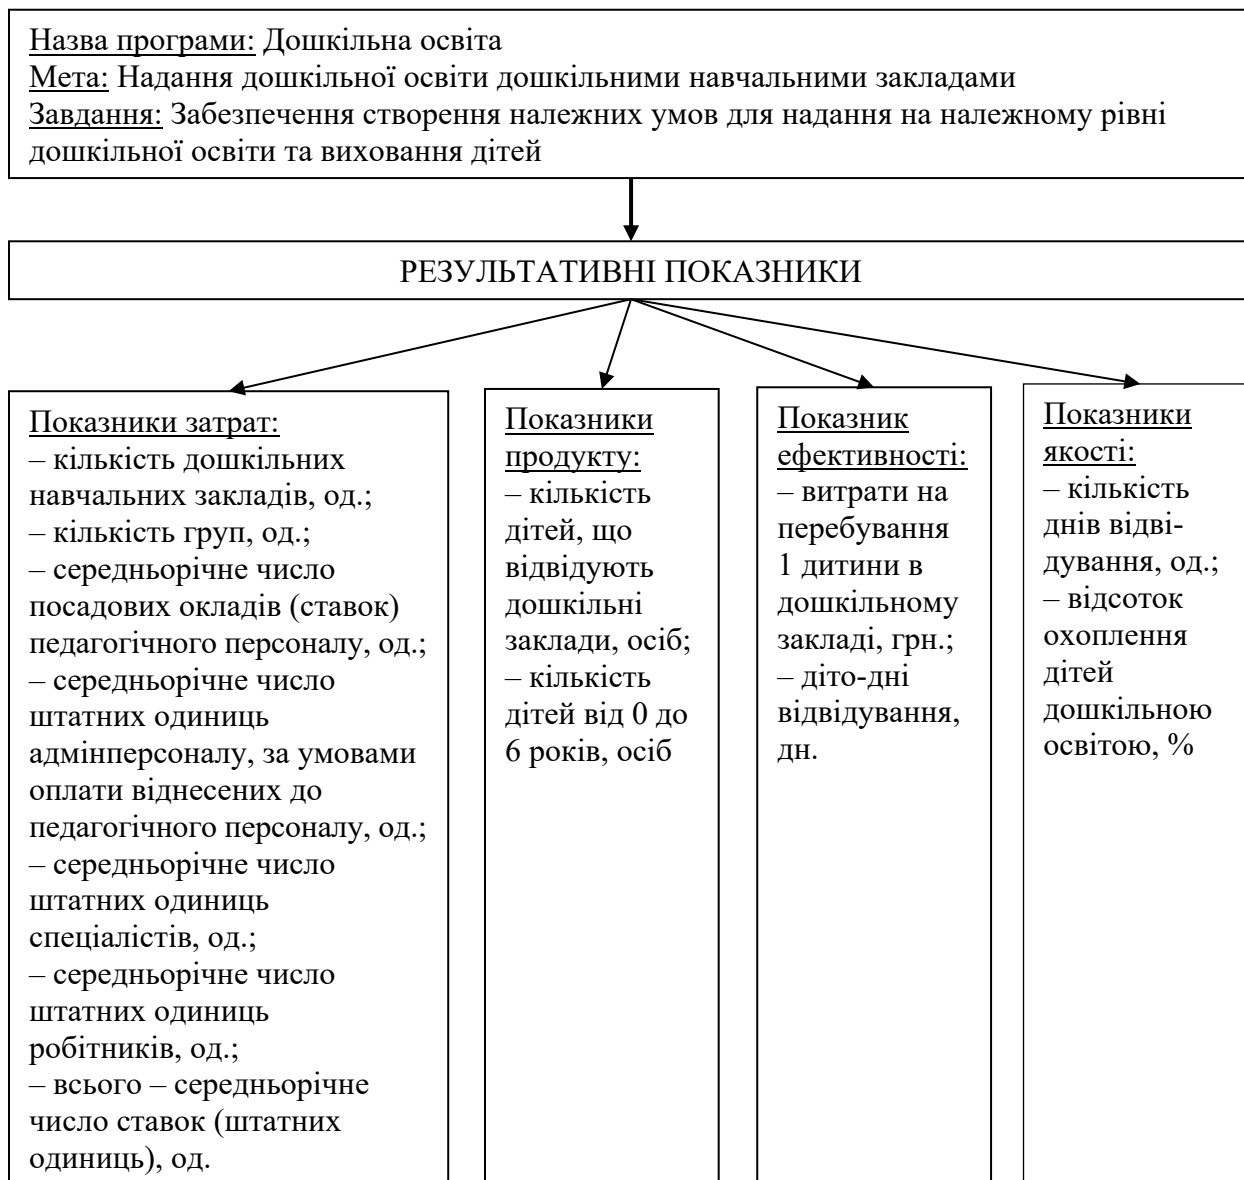 Назва програми: Дошкільна освіта
Мета: Надання дошкільної освіти дошкільними навчальними закладами
Завдання: Забезпечення створення належних умов для надання на належному рівні
дошкільної освіти та виховання дітей
РЕЗУЛЬТАТИВНІ ПОКАЗНИКИ
Показники затрат:
– кількість дошкільних
навчальних закладів, од.;
– кількість груп, од.;
– середньорічне число
посадових окладів (ставок)
педагогічного персоналу, од.;
– середньорічне число
штатних одиниць
адмінперсоналу, за умовами
оплати віднесених до
педагогічного персоналу, од.;
– середньорічне число
штатних одиниць
спеціалістів, од.;
– середньорічне число
штатних одиниць
робітників, од.;
– всього – середньорічне
число ставок (штатних
одиниць), од.
Показники
продукту:
– кількість
дітей, що
відвідують
дошкільні
заклади, осіб;
– кількість
дітей від 0 до
6 років, осіб
Показник
ефективності:
– витрати на
перебування
1 дитини в
дошкільному
закладі, грн.;
– діто-дні
відвідування,
дн.
Показники
якості:
– кількість
днів відві-
дування, од.;
– відсоток
охоплення
дітей
дошкільною
освітою, %